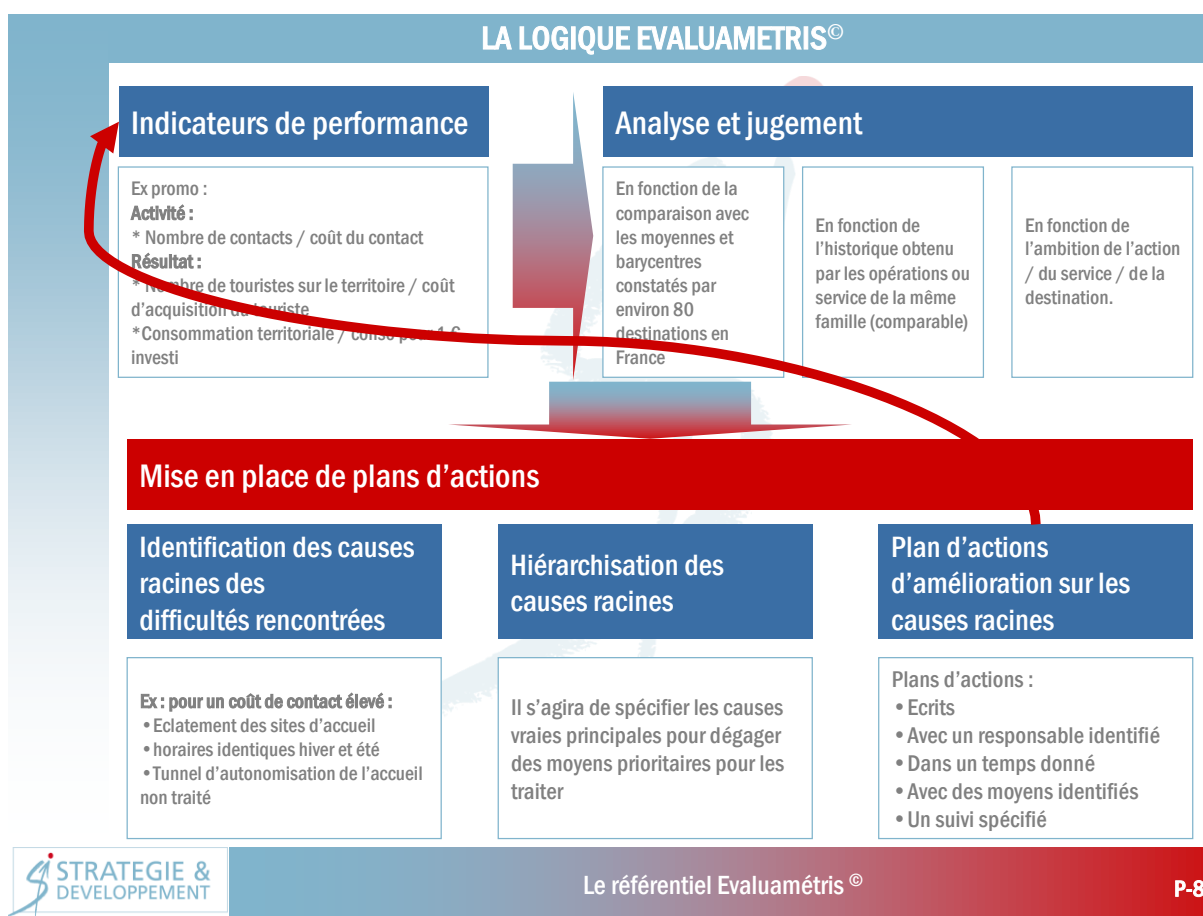 LA LOGIQUE EVALUAMETRIS©
Indicateurs de performance
Ex promo :
Activité :
* Nombre de contacts / coût du contact
Résultat :
* Nombre de touristes sur le territoire / coût
d'acquisition du touriste
*Consommation territoriale / conso pour 1 €
investi
Analyse et jugement
En fonction de la
comparaison avec
les moyennes et
barycentres
constatés par
environ 80
destinations en
France
En fonction de
l'historique obtenu
par les opérations ou
service de la même
famille (comparable)
En fonction de
l'ambition de l'action
/ du service / de la
destination.
Mise en place de plans d'actions
Identification des causes
racines des
difficultés rencontrées
Ex : pour un coût de contact élevé :
•Eclatement des sites d'accueil
•horaires identiques hiver et été
•Tunnel d'autonomisation de l'accueil
non traité
Hiérarchisation des
causes racines
Il s'agira de spécifier les causes
vraies principales pour dégager
des moyens prioritaires pour les
traiter
Plan d'actions
d'amélioration sur les
causes racines
Plans d'actions :
•Ecrits
•Avec un responsable identifié
•Dans un temps donné
•Avec des moyens identifiés
•Un suivi spécifié
STRATEGIE &
DEVELOPPEMENT
Le référentiel Evaluamétris ©
P-8